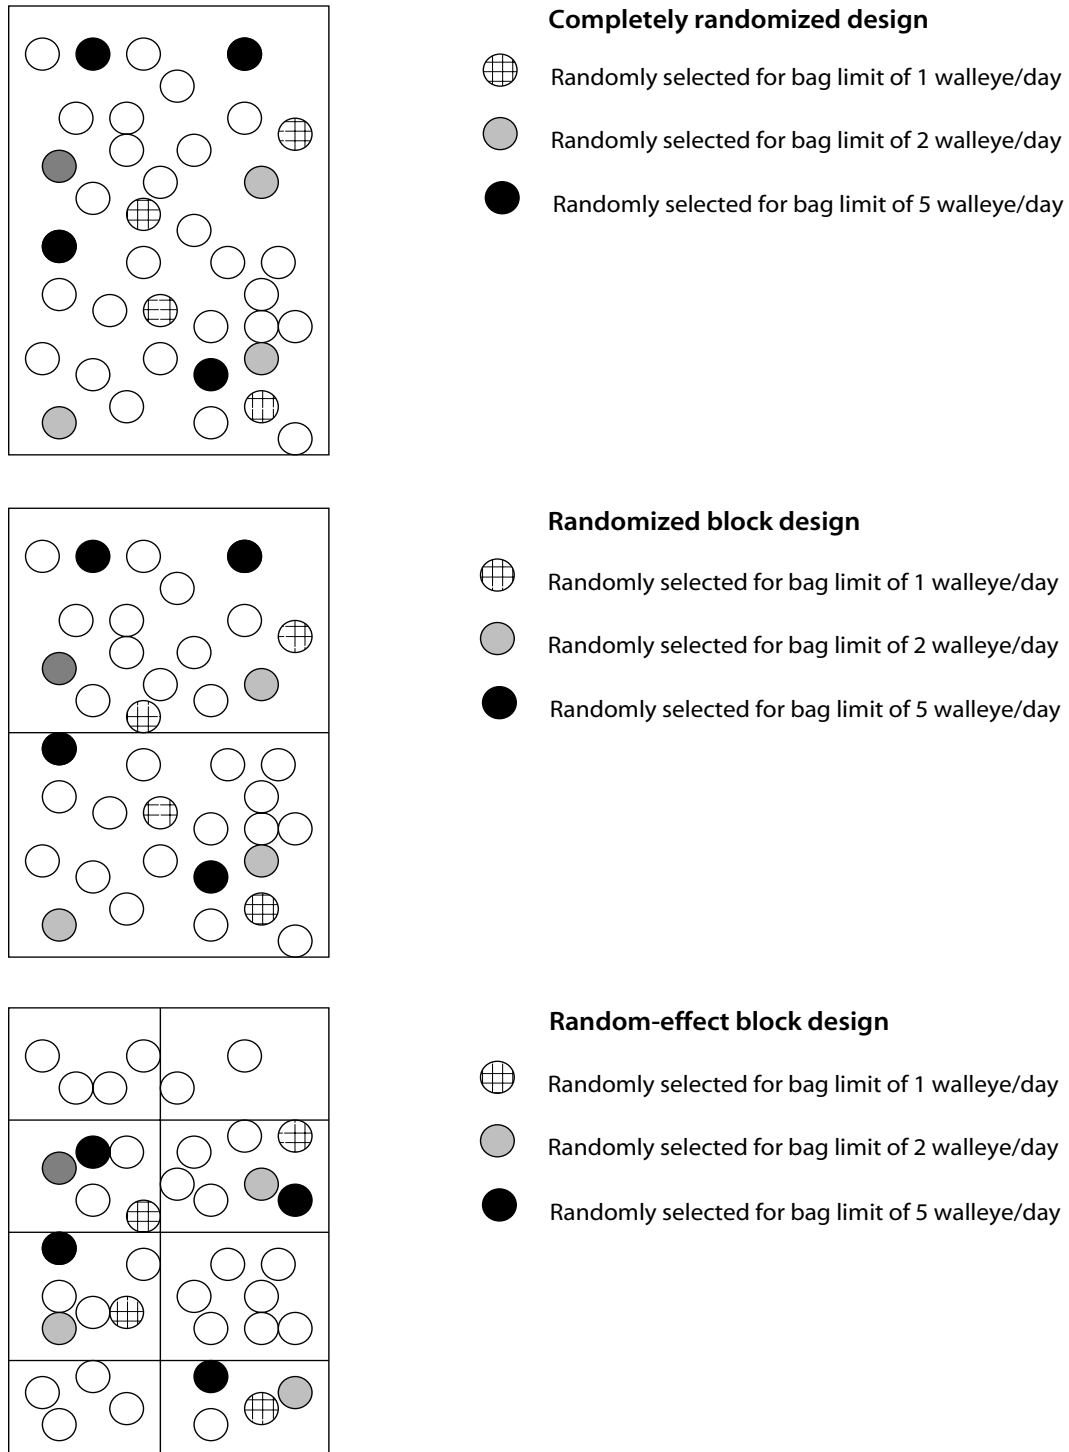 Completely randomized design
Randomly selected for bag limit of 1 walleye/day
Randomly selected for bag limit of 2 walleye/day
Randomly selected for bag limit of 5 walleye/day
Randomized block design
Randomly selected for bag limit of 1 walleye/day
Randomly selected for bag limit of 2 walleye/day
Randomly selected for bag limit of 5 walleye/day
Random-effect block design
Randomly selected for bag limit of 1 walleye/day
Randomly selected for bag limit of 2 walleye/day
Randomly selected for bag limit of 5 walleye/day